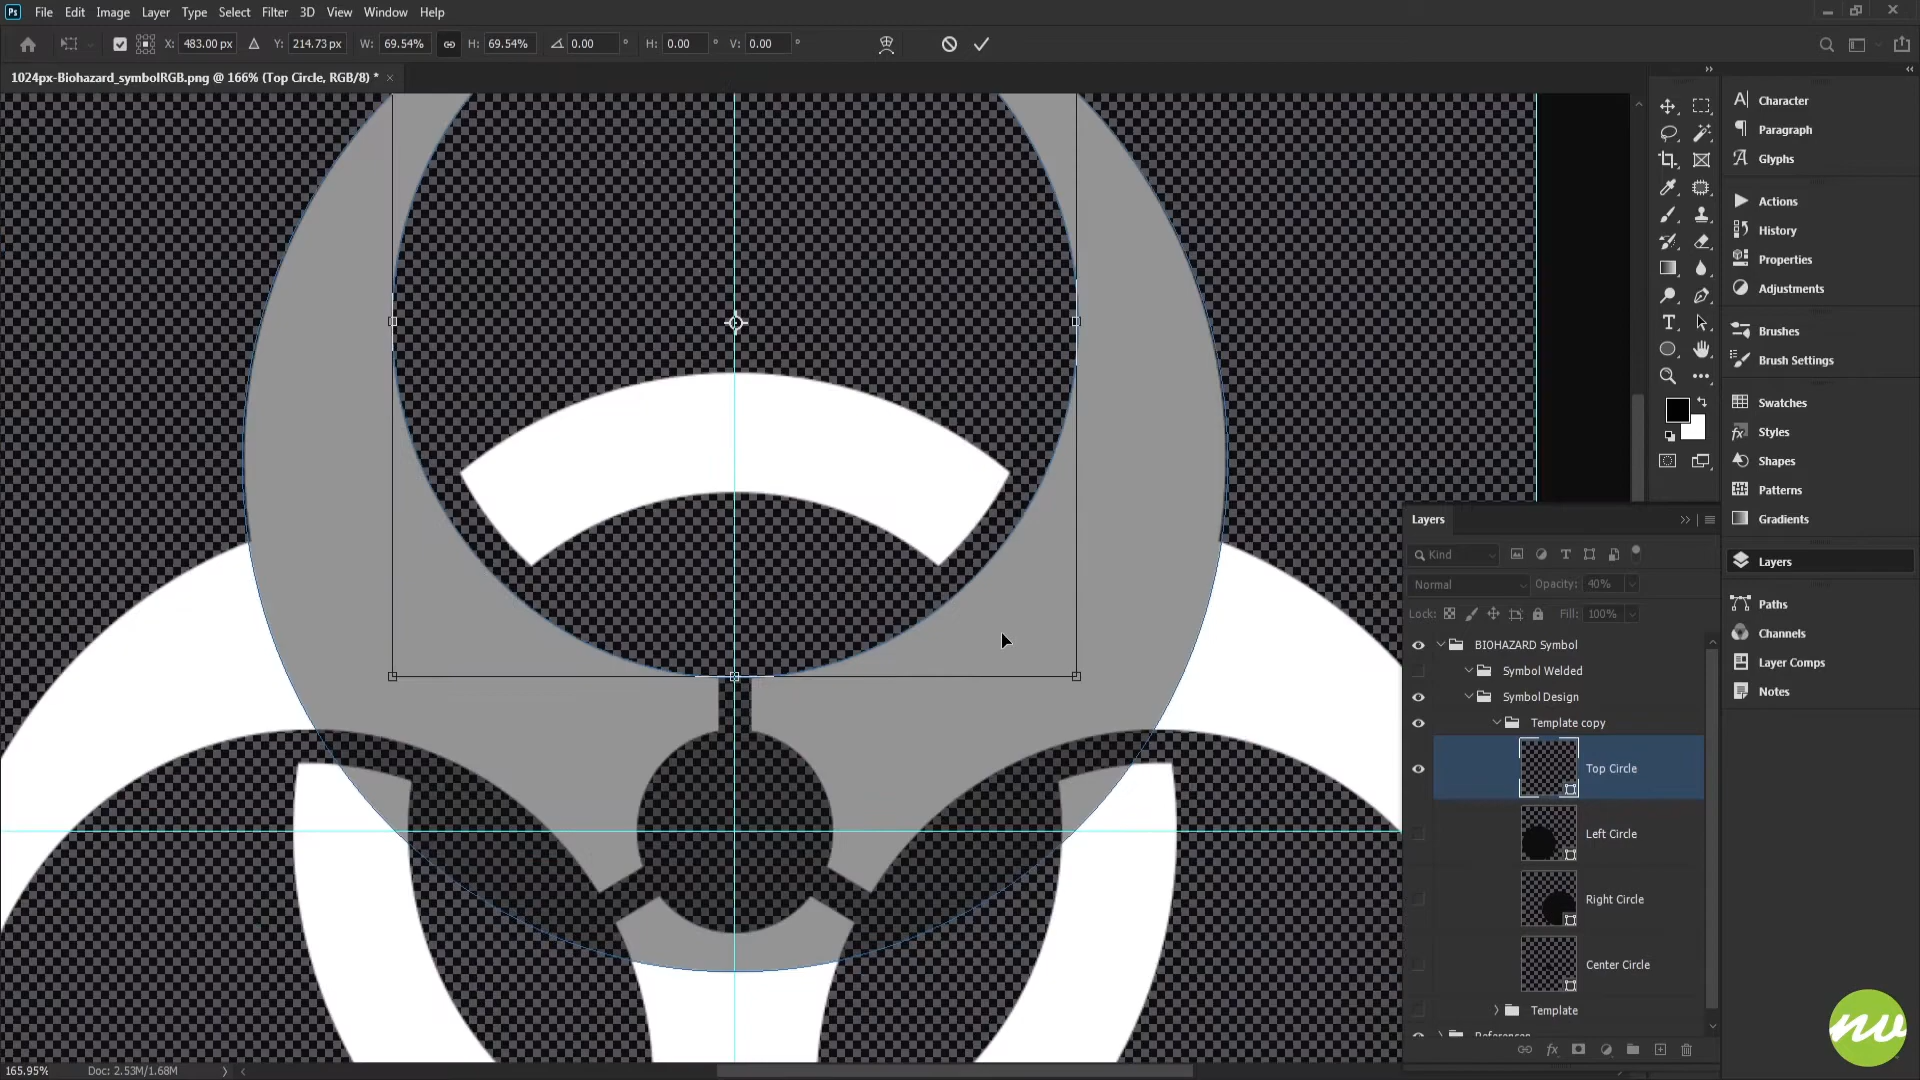 Ps File Edit Image Layer Type Select Filter 3D View Window Help
X: 483.00 px Y: 214.73 px W: 69.54% H: 69.54% 0.00 ° H: 0.00 ° V: 0.00 °
1024px-Biohazard_symbolRGB.png @ 166% (Top Circle, RGB/8) * ×
Character
Paragraph
Glyphs
Actions
History
Properties
Adjustments
Brushes
Brush Settings
Swatches
Styles
Shapes
Patterns
Gradients
Layers
Paths
Channels
Layer Comps
Notes
Layers
Kind
Normal Opacity: 40%
Lock: Fill: 100%
BIOHAZARD Symbol
Symbol Welded
Symbol Design
Template copy
Top Circle
Left Circle
Right Circle
Center Circle
Template
References
nv
165.95% Doc: 2.53M/1.68M